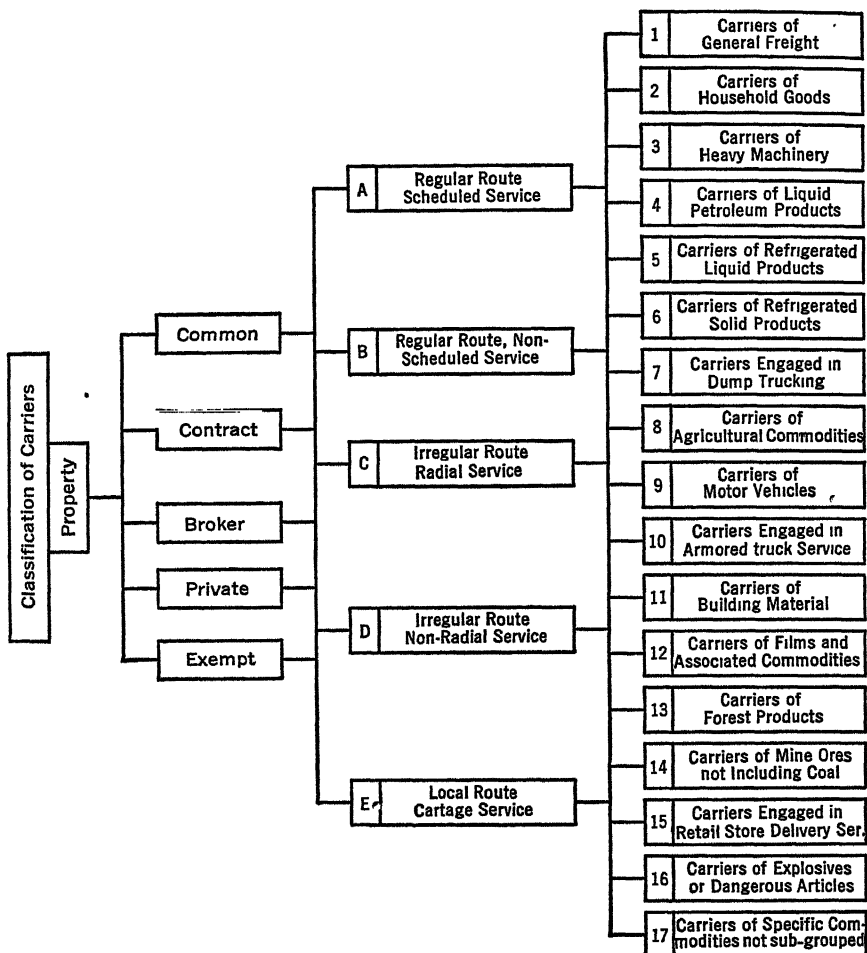 Classification of Carriers
Property
Common
Contract
Broker
Private
Exempt
A
Regular Route
Scheduled Service
B
Regular Route, Non-
Scheduled Service
C
Irregular Route
Radial Service
D
Irregular Route
Non-Radial Service
E
Local Route
Cartage Service
1
Carriers of
General Freight
2
Carriers of
Household Goods
3
Carriers of
Heavy Machinery
4
Carriers of Liquid
Petroleum Products
5
Carriers of Refrigerated
Liquid Products
6
Carriers of Refrigerated
Solid Products
7
Carriers Engaged in
Dump Trucking
8
Carriers of
Agricultural Commodities
9
Carriers of
Motor Vehicles
10
Carriers Engaged in
Armored truck Service
11
Carriers of
Building Material
12
Carriers of Films and
Associated Commodities
13
Carriers of
Forest Products
14
Carriers of Mine Ores
not Including Coal
15
Carriers Engaged in
Retail Store Delivery Ser.
16
Carriers of Explosives
or Dangerous Articles
17
Carriers of Specific Com-
modities not sub-grouped